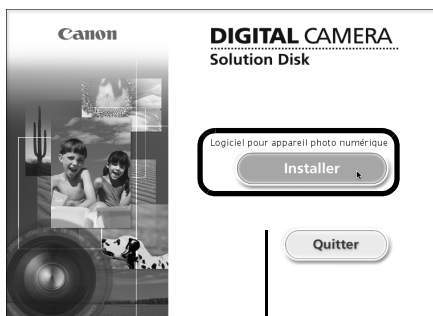 Canon
DIGITAL CAMERA
Solution Disk
Logiciel pour appareil photo numérique
Installer
Quitter